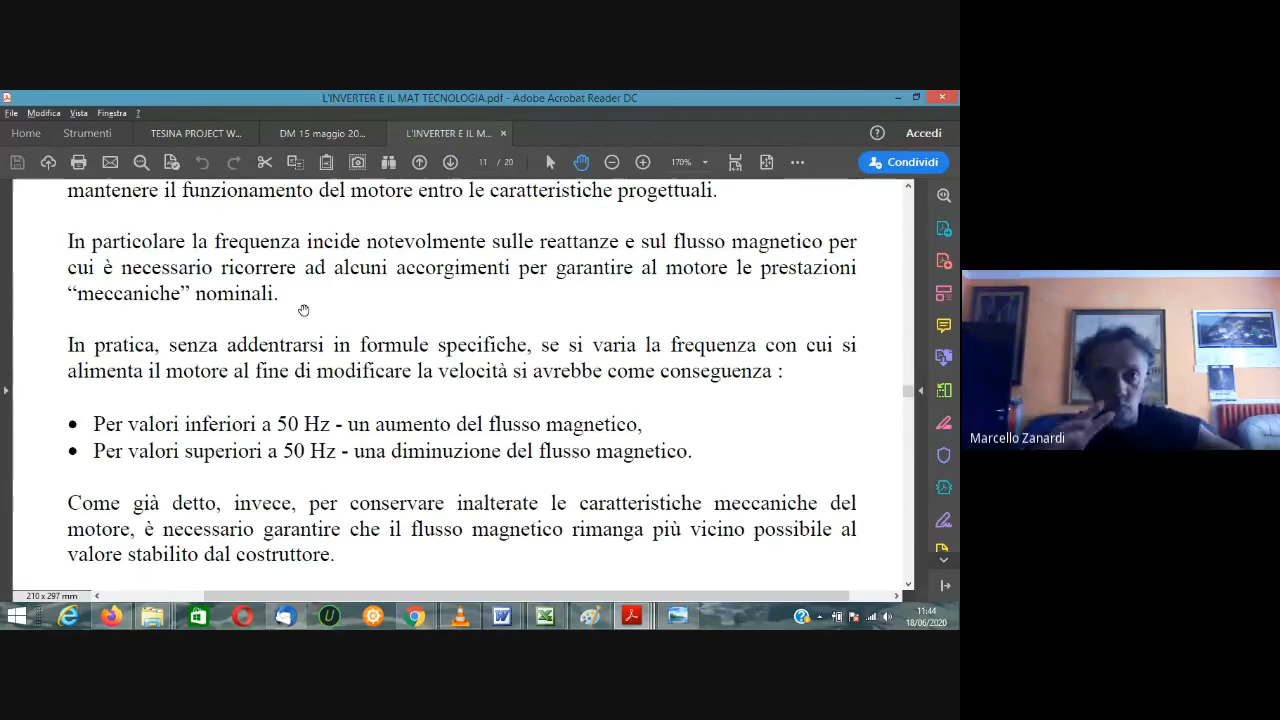 L'INVERTER E IL MAT TECNOLOGIA.pdf - Adobe Acrobat Reader DC
File Modifica Vista Finestra ?
Home Strumenti TESINA PROJECT W... DM 15 maggio 20... L'INVERTER E IL M... × Accedi
11 / 20 170% Condividi
mantenere il funzionamento del motore entro le caratteristiche progettuali.
In particolare la frequenza incide notevolmente sulle reattanze e sul flusso magnetico per
cui è necessario ricorrere ad alcuni accorgimenti per garantire al motore le prestazioni
“meccaniche” nominali.
In pratica, senza addentrarsi in formule specifiche, se si varia la frequenza con cui si
alimenta il motore al fine di modificare la velocità si avrebbe come conseguenza :
• Per valori inferiori a 50 Hz - un aumento del flusso magnetico,
• Per valori superiori a 50 Hz - una diminuzione del flusso magnetico.
Come già detto, invece, per conservare inalterate le caratteristiche meccaniche del
motore, è necessario garantire che il flusso magnetico rimanga più vicino possibile al
valore stabilito dal costruttore.
210 x 297 mm
11:44
18/06/2020
Marcello Zanardi